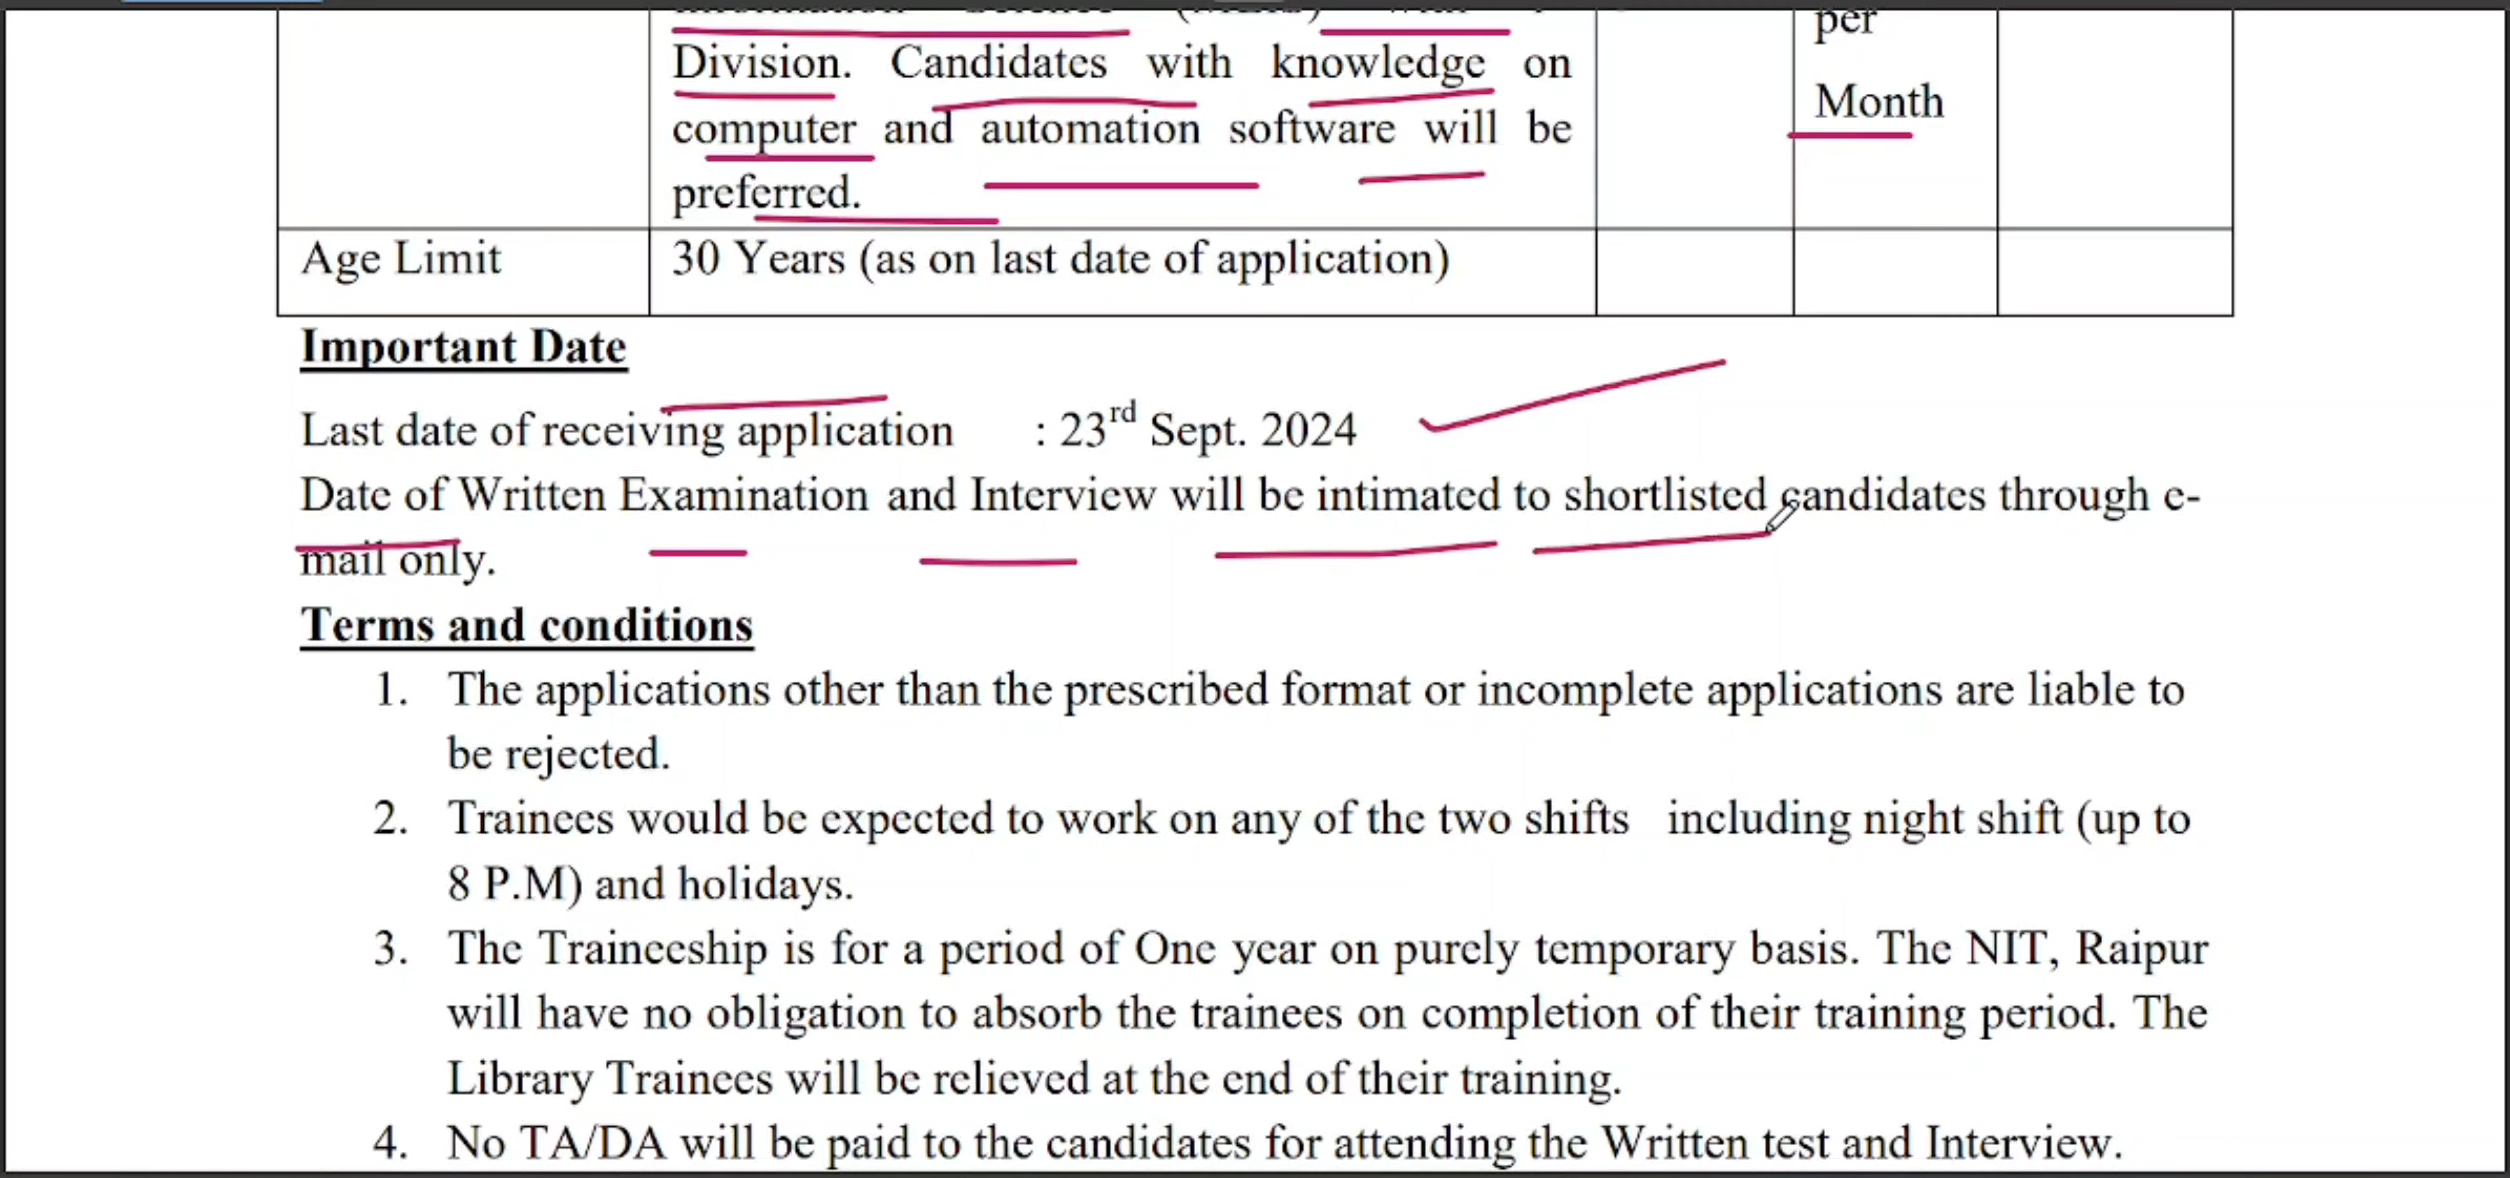 per
Division. Candidates with knowledge on
Month
computer and automation software will be
preferred.
Age Limit 30 Years (as on last date of application)
Important Date
Last date of receiving application : 23rd Sept. 2024
Date of Written Examination and Interview will be intimated to shortlisted candidates through e-
mail only.
Terms and conditions
1. The applications other than the prescribed format or incomplete applications are liable to
be rejected.
2. Trainees would be expected to work on any of the two shifts including night shift (up to
8 P.M) and holidays.
3. The Traineeship is for a period of One year on purely temporary basis. The NIT, Raipur
will have no obligation to absorb the trainees on completion of their training period. The
Library Trainees will be relieved at the end of their training.
4. No TA/DA will be paid to the candidates for attending the Written test and Interview.